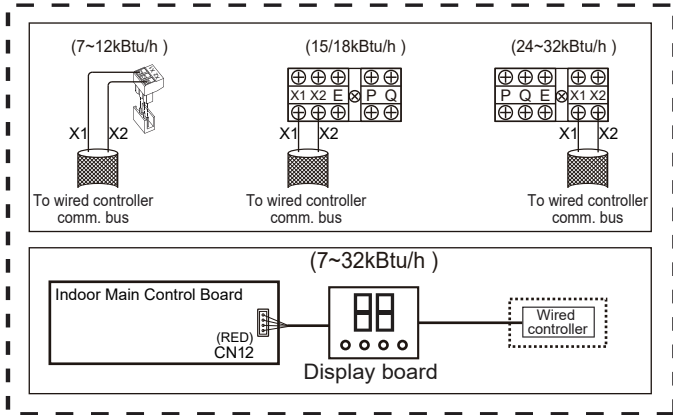 (7~12kBtu/h )
X1 X2
To wired controller
comm. bus
(15/18kBtu/h )
X1 X2 E P Q
X1 X2
To wired controller
comm. bus
(24~32kBtu/h )
P Q E X1 X2
X1 X2
To wired controller
comm. bus
(7~32kBtu/h )
Indoor Main Control Board
(RED)
CN12
Display board
Wired
controller